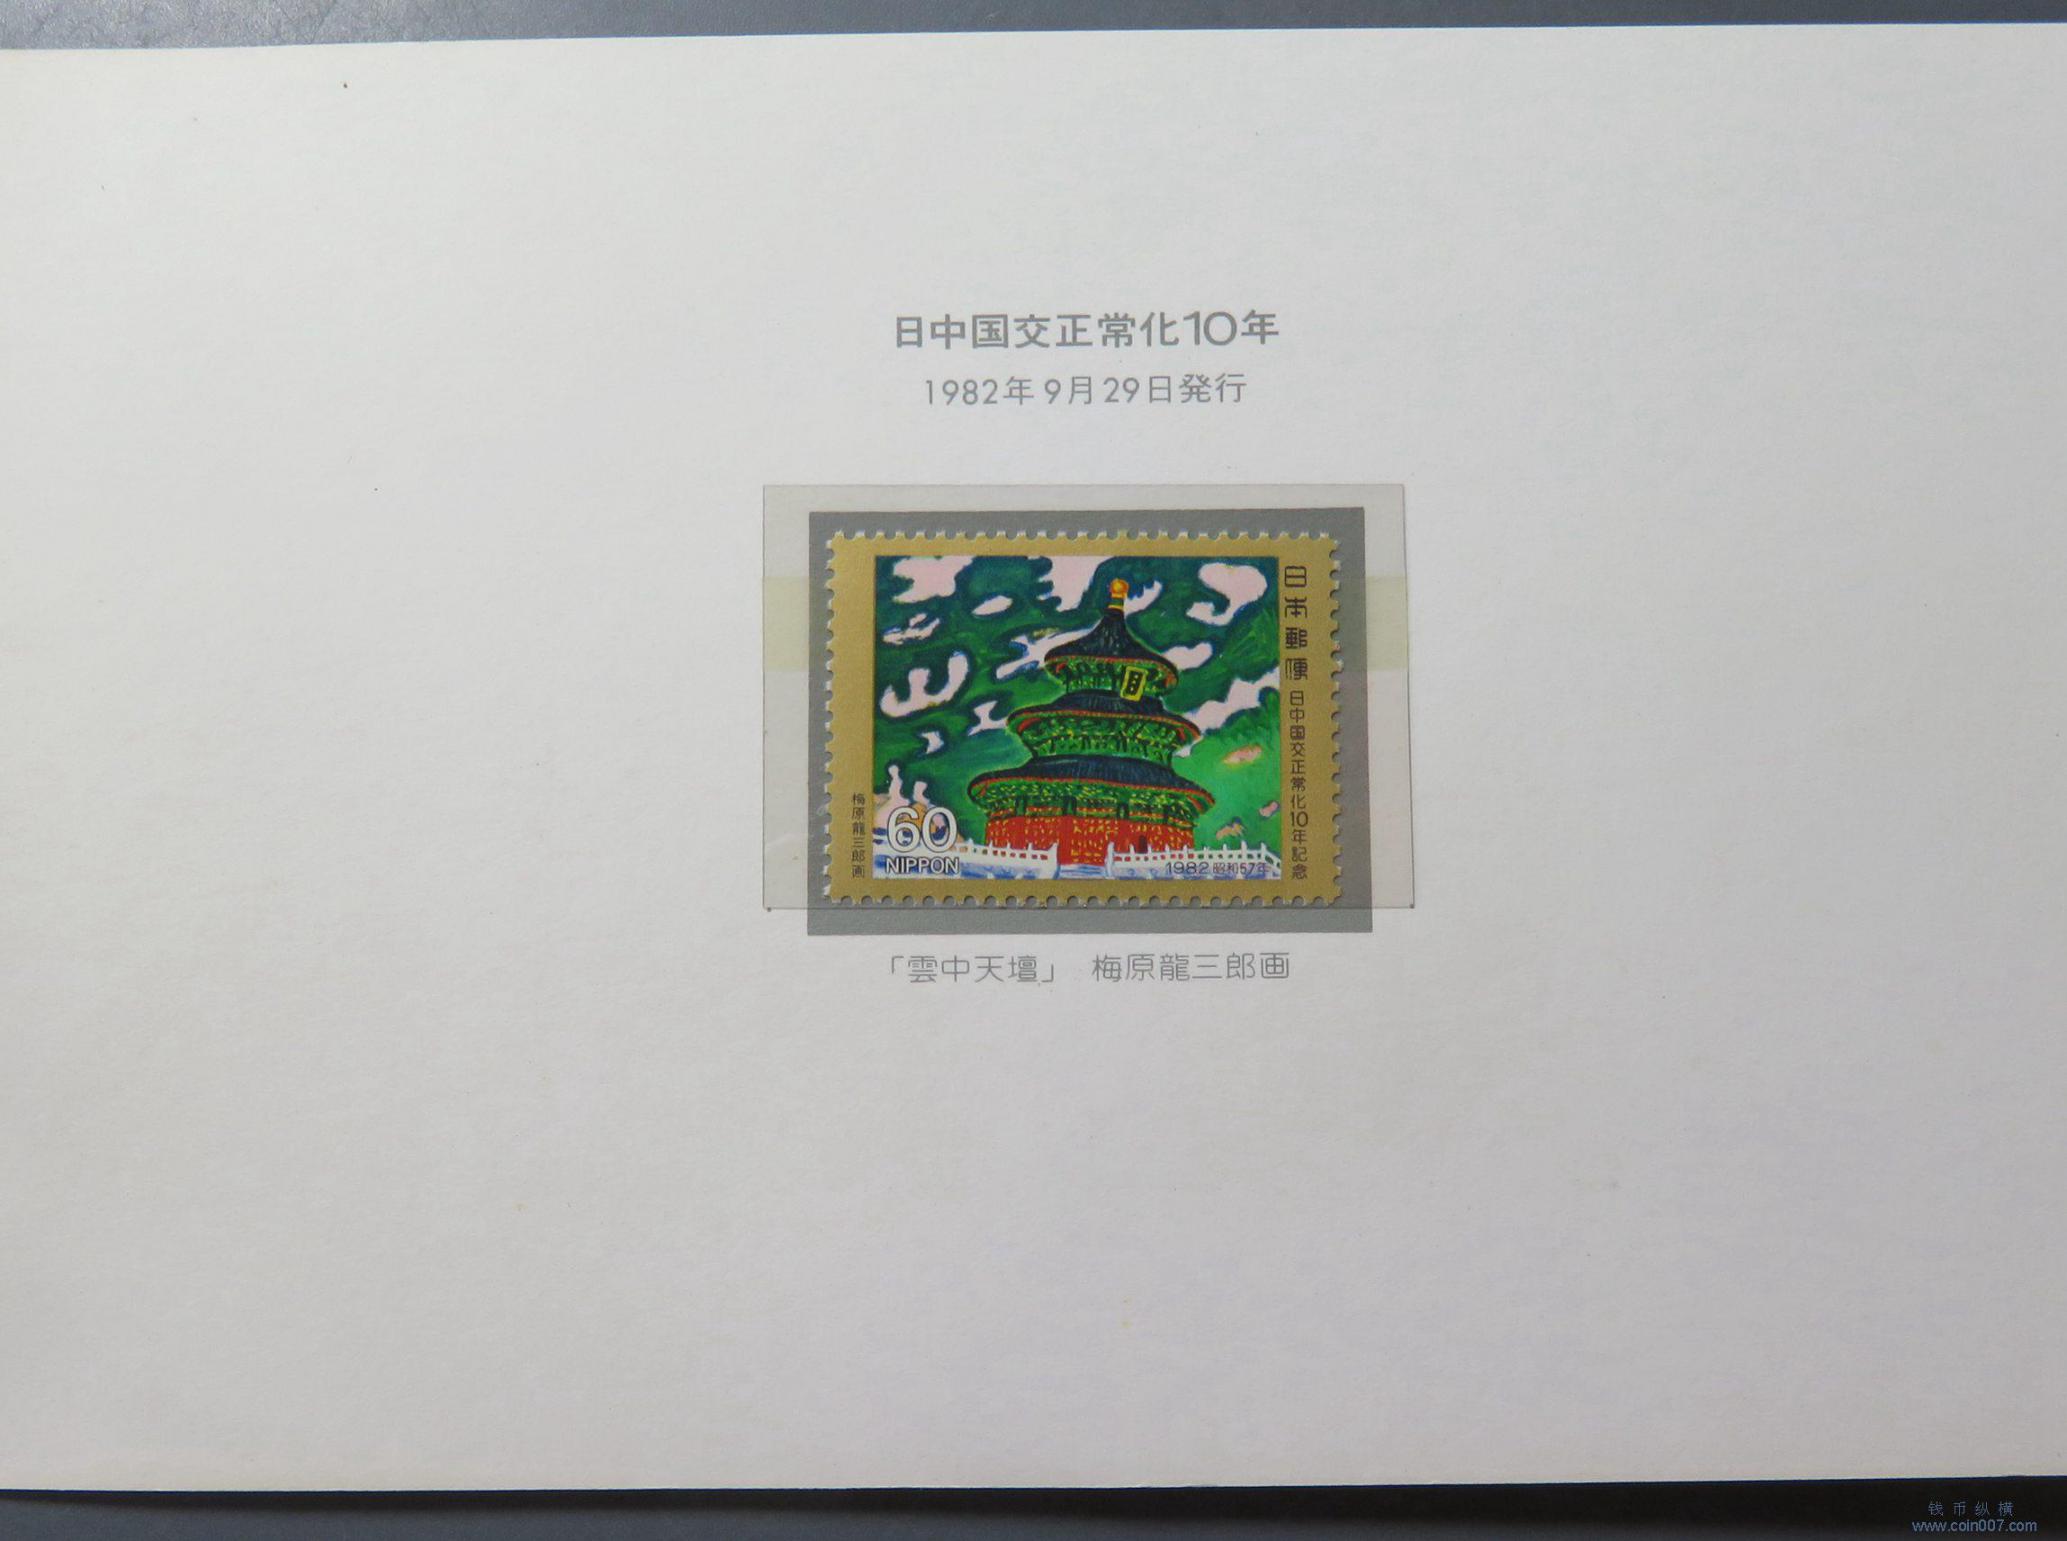 日中国交正常化10年
1982年9月29日発行
日本郵便
日中国交正常化10年記念
梅原龍三郎画
60
NIPPON
1982 昭和57年
「雲中天壇」 梅原龍三郎画
钱币纵横
www.coin007.com